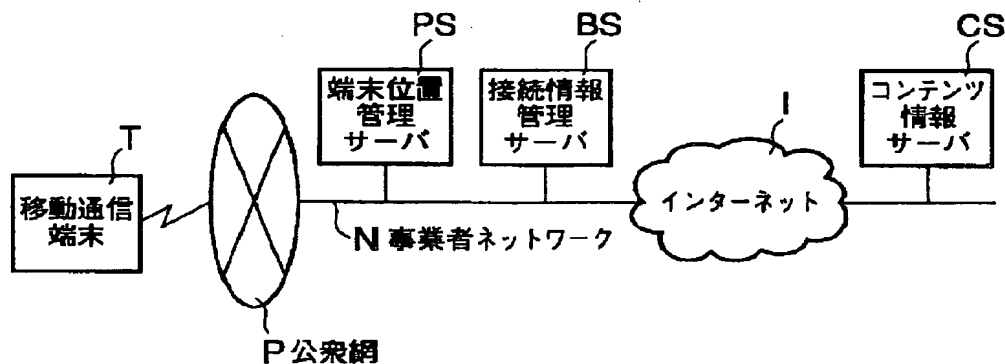 PS
BS
CS
端末位置
管理
サーバ
接続情報
管理
サーバ
コンテンツ
情報
サーバ
T
I
移動通信
端末
インターネット
N 事業者ネットワーク
P 公衆網